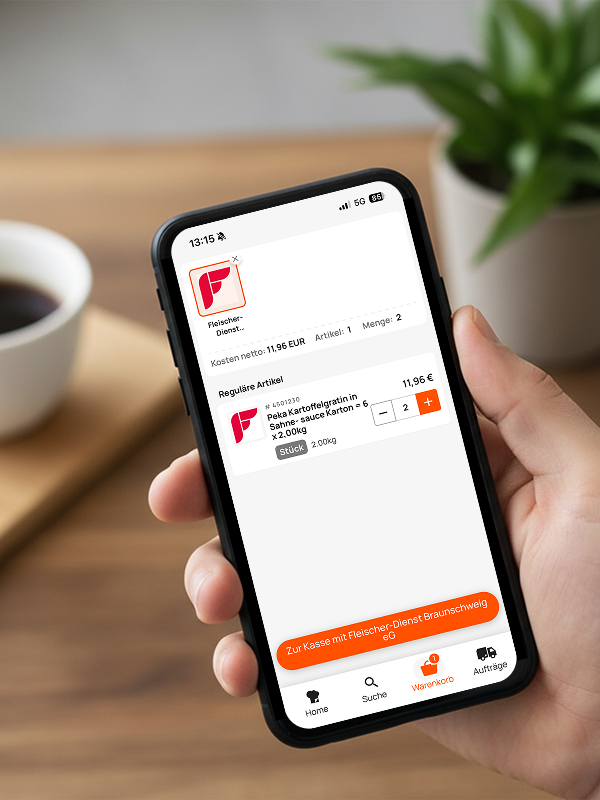 13:15
5G 86
Fleischer-
Dienst...
Kosten netto: 11,96 EUR Artikel: 1 Menge: 2
Reguläre Artikel
# 4501230
11,96 €
Peka Kartoffelgratin in
Sahne- sauce Karton = 6
x 2.00kg
2
Stück 2.00kg
Zur Kasse mit Fleischer-Dienst Braunschweig
eG
1
Home Suche Warenkorb Aufträge